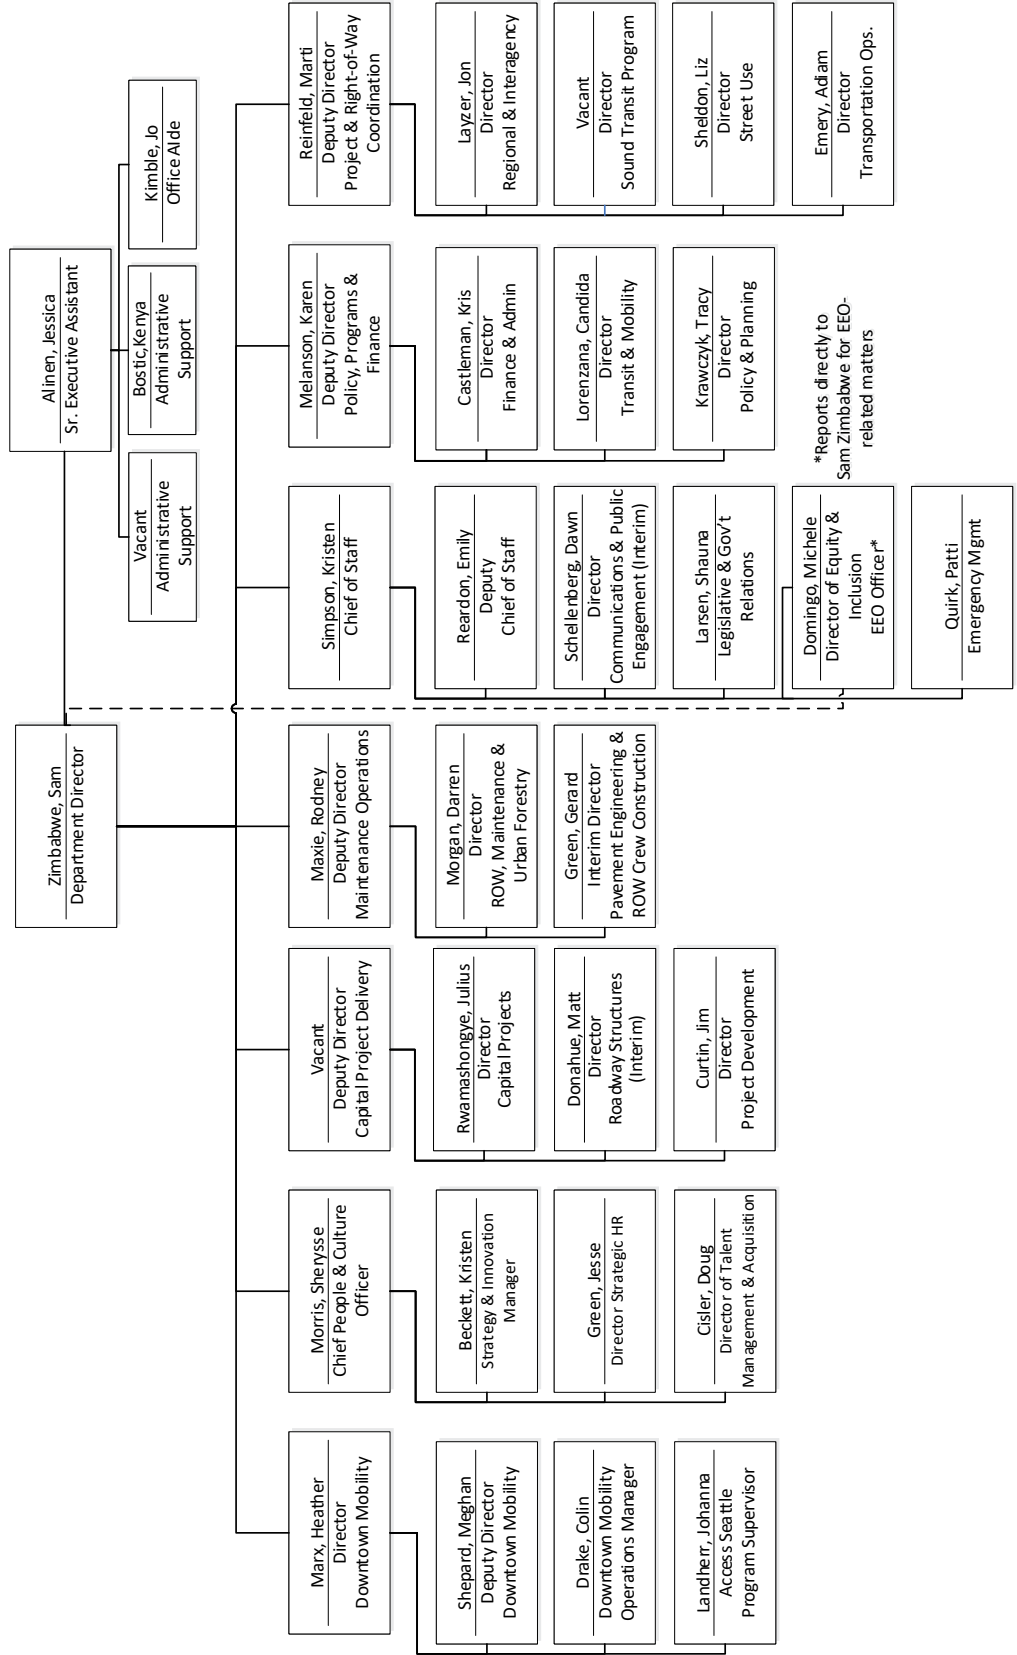 Zimbabwe, Sam
Department Director
Alinen, Jessica
Sr. Executive Assistant
Vacant
Administrative
Support
Bostic,Kenya
Administrative
Support
Kimble, Jo
Office AIde
Marx, Heather
Director
Downtown Mobility
Shepard, Meghan
Deputy Director
Downtown Mobility
Drake, Colin
Downtown Mobility
Operations Manager
Landherr, Johanna
Access Seattle
Program Supervisor
Morris, Sherysse
Chief People & Culture
Officer
Beckett, Kristen
Strategy & Innovation
Manager
Green, Jesse
Director Strategic HR
Cisler, Doug
Director of Talent
Management & Acquisition
Vacant
Deputy Director
Capital Project Delivery
Rwamashongye, Julius
Director
Capital Projects
Donahue, Matt
Director
Roadway Structures
(Interim)
Curtin, Jim
Director
Project Development
Maxie, Rodney
Deputy Director
Maintenance Operations
Morgan, Darren
Director
ROW, Maintenance &
Urban Forestry
Green, Gerard
Interim Director
Pavement Engineering &
ROW Crew Construction
Simpson, Kristen
Chief of Staff
Reardon, Emily
Deputy
Chief of Staff
Schellenberg, Dawn
Director
Communications & Public
Engagement (Interim)
Larsen, Shauna
Legislative & Gov’t
Relations
Domingo, Michele
Director of Equity &
Inclusion
EEO Officer*
Quirk, Patti
Emergency Mgmt
*Reports directly to
Sam Zimbabwe for EEO-
related matters
Melanson, Karen
Deputy Director
Policy, Programs &
Finance
Castleman, Kris
Director
Finance & Admin
Lorenzana, Candida
Director
Transit & Mobility
Krawczyk, Tracy
Director
Policy & Planning
Reinfeld, Marti
Deputy Director
Project & Right-of-Way
Coordination
Layzer, Jon
Director
Regional & Interagency
Vacant
Director
Sound Transit Program
Sheldon, Liz
Director
Street Use
Emery, Adiam
Director
Transportation Ops.